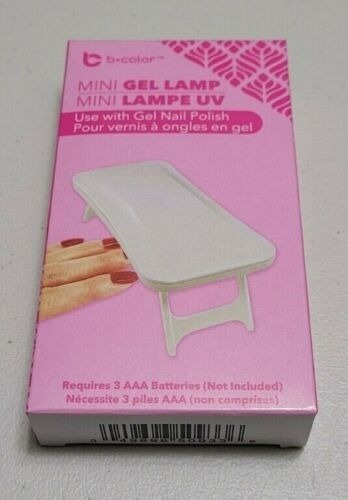 b•color™
MINI GEL LAMP
MINI LAMPE UV
Use with Gel Nail Polish
Pour vernis à ongles en gel
Requires 3 AAA Batteries (Not Included)
Nécessite 3 piles AAA (non comprises)